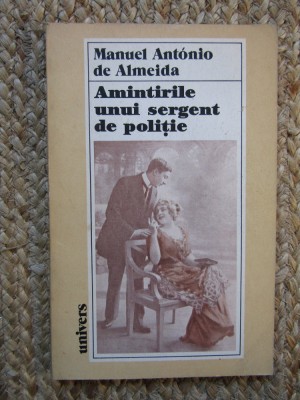 Manuel António
de Almeida
Amintirile
unui sergent
de poliție
univers